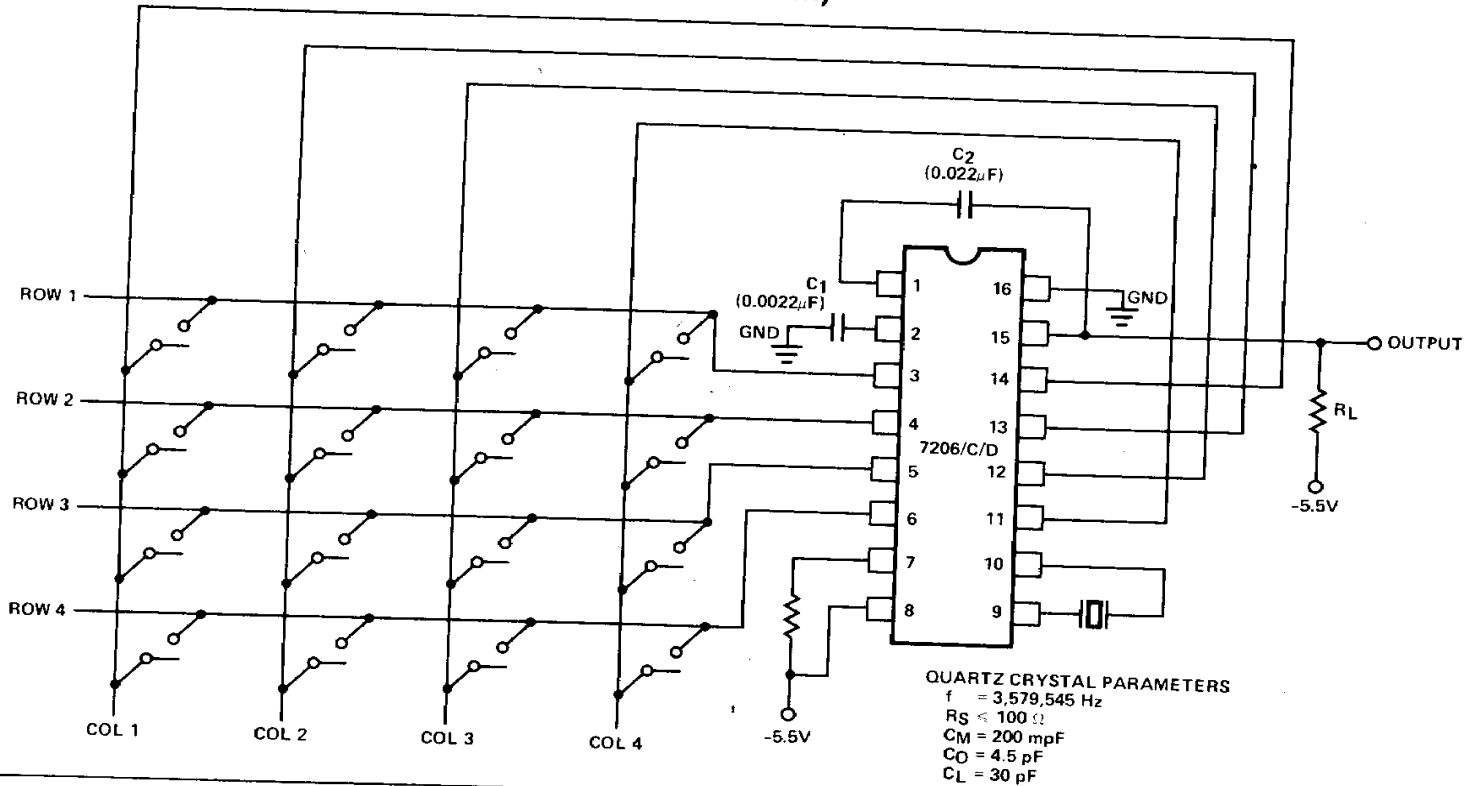 C2
(0.022μF)
C1
(0.0022μF)
GND
ROW 1
ROW 2
ROW 3
ROW 4
COL 1
COL 2
COL 3
COL 4
1
2
3
4
5
6
7
8
16
15
14
13
12
11
10
9
7206/C/D
GND
OUTPUT
RL
-5.5V
-5.5V
QUARTZ CRYSTAL PARAMETERS
f = 3,579,545 Hz
RS ≤ 100 Ω
CM = 200 mpF
CO = 4.5 pF
CL = 30 pF